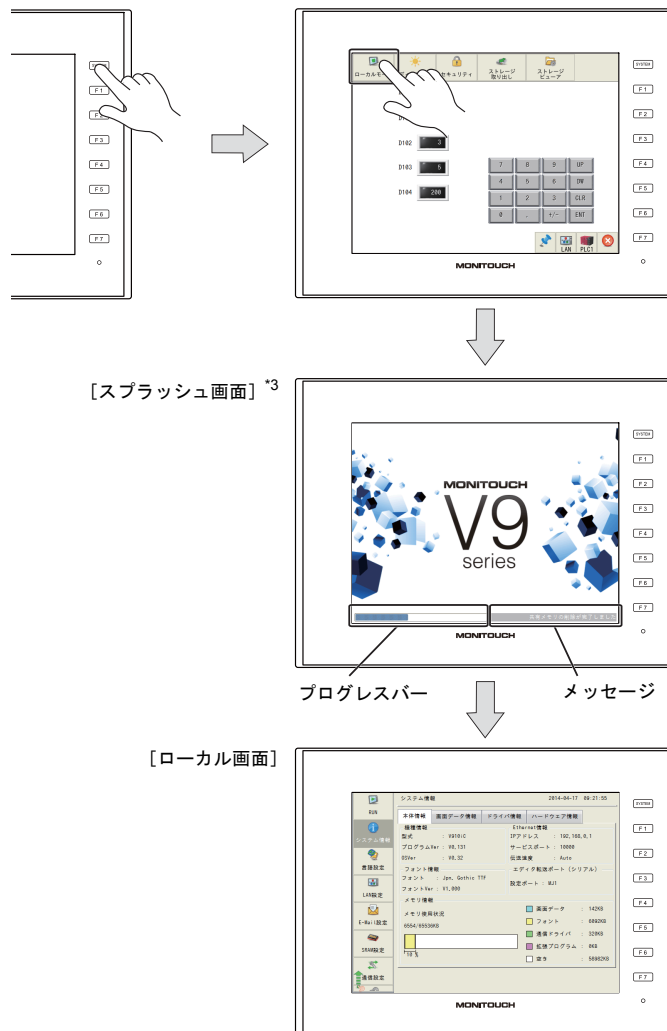 F1
F2
F3
F4
F5
F6
F7
ローカルモー
セキュリティ
ストレージ
取り出し
ストレージ
ビューア
D102 3
D103 5
D104 200
7 8 9 UP
4 5 6 DW
1 2 3 CLR
0 . +/- ENT
LAN PLC1
MONITOUCH
SYSTEM
F1
F2
F3
F4
F5
F6
F7
[スプラッシュ画面] *3
MONITOUCH
V9
series
MONITOUCH
SYSTEM
F1
F2
F3
F4
F5
F6
F7
プログレスバー
メッセージ
[ローカル画面]
RUN
システム情報
言語設定
LAN設定
E-Mail設定
SRAM設定
通信設定
システム情報 2014-04-17 09:21:55
本体情報 画面データ情報 ドライバ情報 ハードウェア情報
機種情報
型式 : V910iC
プログラムVer : V0.131
OSVer : V0.32
Ethernet情報
IPアドレス : 192.168.0.1
サービスポート : 10000
伝送速度 : Auto
フォント情報
フォント : Jpn. Gothic TTF
フォントVer : V1.000
エディタ転送ポート (シリアル)
設定ポート : MJ1
メモリ情報
メモリ使用状況
6554/65536KB
10 %
画面データ : 142KB
フォント : 6092KB
通信ドライバ : 320KB
拡張プログラム : 0KB
空き : 58982KB
MONITOUCH
SYSTEM
F1
F2
F3
F4
F5
F6
F7